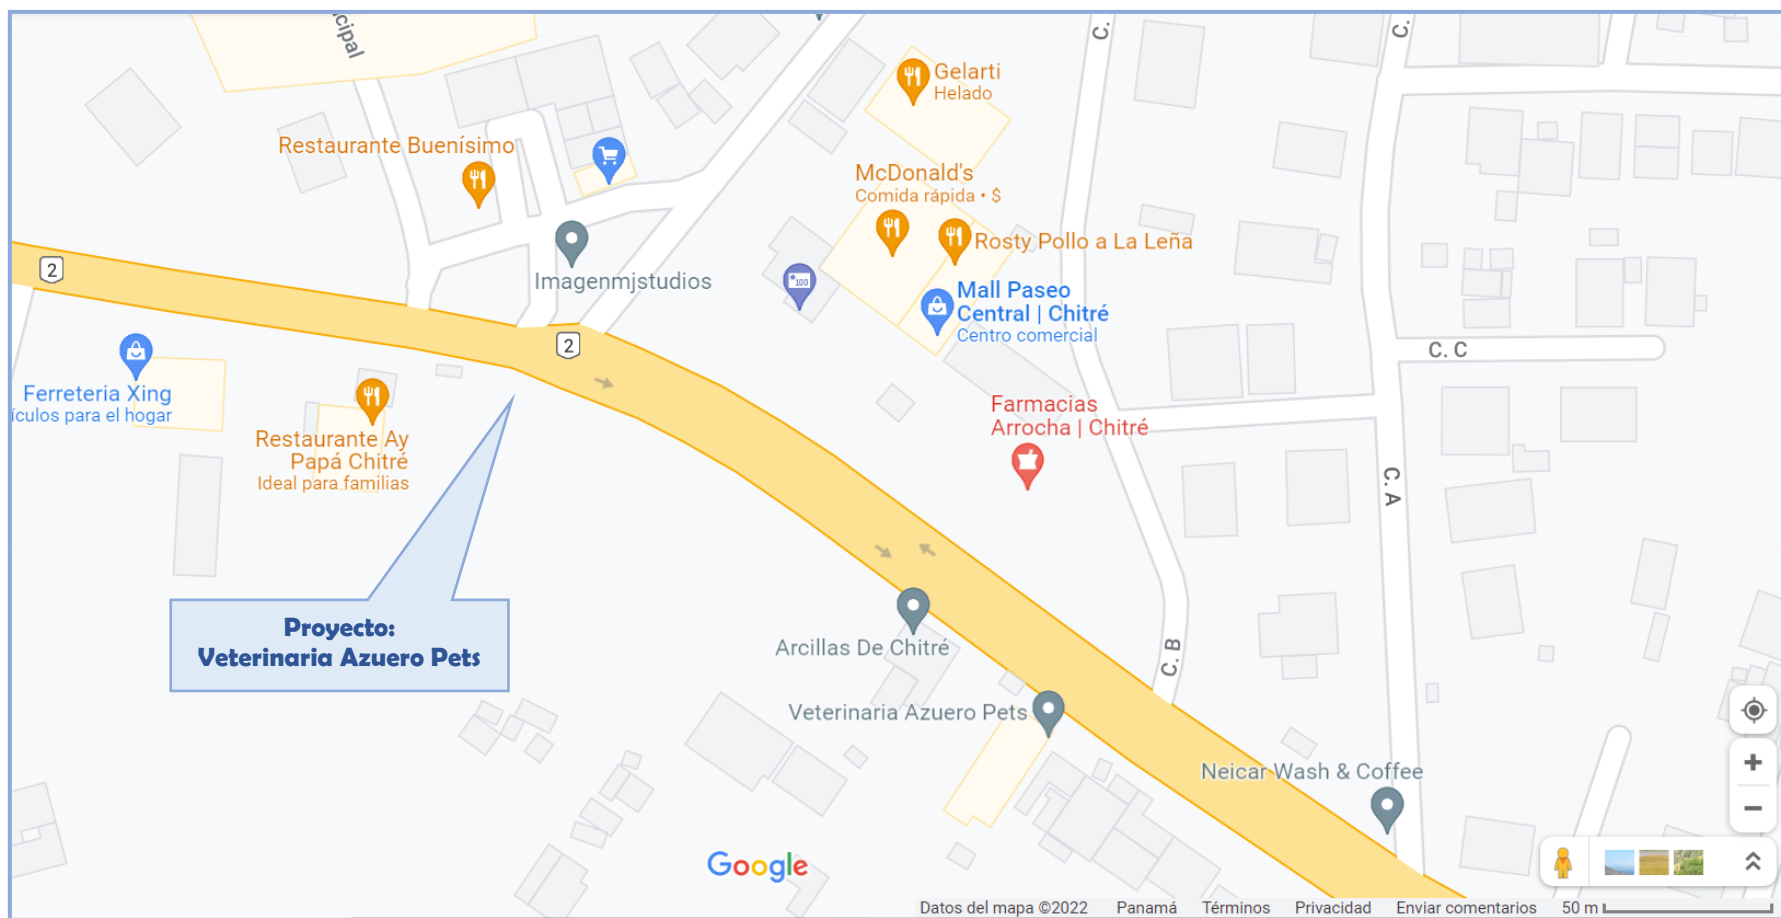 cipal
C.
C.
Gelarti
Helado
Restaurante Buenísimo
McDonald's
Comida rápida • $
Rosty Pollo a La Leña
2
Imagenmjstudios
100
Mall Paseo
Central | Chitré
Centro comercial
2
C. C
Ferreteria Xing
ículos para el hogar
Farmacias
Arrocha | Chitré
Restaurante Ay
Papá Chitré
Ideal para familias
C. A
Proyecto:
Veterinaria Azuero Pets
Arcillas De Chitré
C. B
Veterinaria Azuero Pets
Neicar Wash & Coffee
Google
Datos del mapa ©2022 Panamá Términos Privacidad Enviar comentarios 50 m